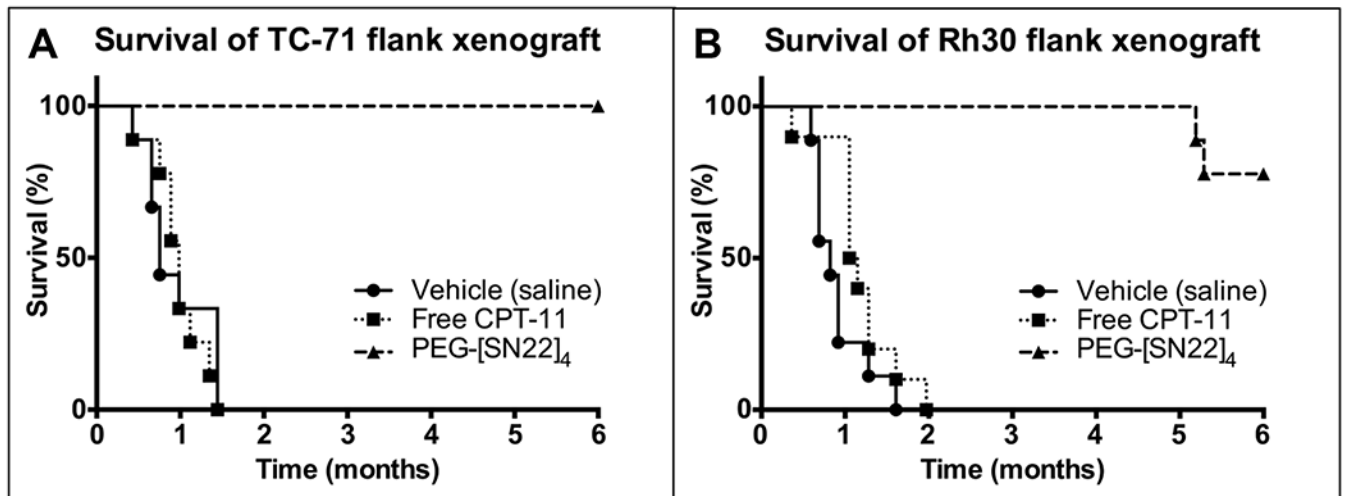 A
Survival of TC-71 flank xenograft
Survival (%)
100
50
0
Vehicle (saline)
Free CPT-11
PEG-[SN22]4
0 1 2 3 4 5 6
Time (months)
B
Survival of Rh30 flank xenograft
Survival (%)
100
50
0
Vehicle (saline)
Free CPT-11
PEG-[SN22]4
0 1 2 3 4 5 6
Time (months)